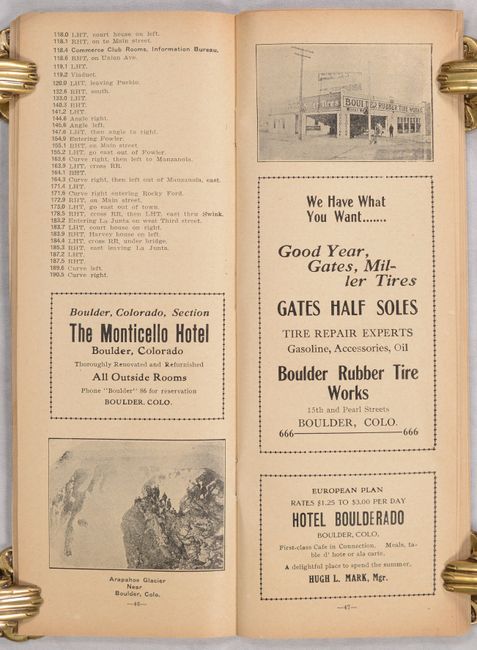 118.0 LHT, court house on left.
118.1 RHT, on to Main street.
118.4 Commerce Club Rooms, Information Bureau.
118.6 RHT, on Union Ave.
119.1 LHT.
119.2 Viaduct.
120.0 LHT, leaving Pueblo.
132.6 RHT, south.
133.0 LHT.
140.3 RHT.
141.2 LHT.
144.6 Angle right.
145.6 Angle left.
147.6 LHT, then angle to right.
154.9 Entering Fowler.
155.1 RHT, on Main street.
155.2 LHT, go east out of Fowler.
163.6 Curve right, then left to Manzanola.
163.9 LHT, cross RR.
164.1 RHT.
164.3 Curve right, then left out of Manzanola, east.
171.4 LHT.
171.6 Curve right entering Rocky Ford.
172.9 RHT, on Main street.
173.0 LHT, go east out of town.
178.5 RHT, cross RR, then LHT, east thru Swink.
183.2 Entering La Junta on west Third street.
183.7 LHT, court house on right.
183.9 RHT, Harvey house on left.
184.4 LHT, cross RR, under bridge.
185.3 RHT, east leaving La Junta.
187.2 LHT.
187.5 RHT.
189.6 Curve left.
190.5 Curve right.
Boulder, Colorado, Section
The Monticello Hotel
Boulder, Colorado
Thoroughly Renovated and Refurnished
All Outside Rooms
Phone "Boulder" 86 for reservation
BOULDER, COLO.
Arapahoe Glacier
Near
Boulder, Colo.
—46—
BOULDER RUBBER TIRE WORKS
We Have What
You Want.......
Good Year,
Gates, Mil-
ler Tires
GATES HALF SOLES
TIRE REPAIR EXPERTS
Gasoline, Accessories, Oil
Boulder Rubber Tire
Works
15th and Pearl Streets
BOULDER, COLO.
666 666
EUROPEAN PLAN
RATES $1.25 TO $3.00 PER DAY
HOTEL BOULDERADO
BOULDER, COLO,
First-class Cafe in Connection. Meals, ta-
ble d' hote or ala carte.
A delightful place to spend the summer.
HUGH L. MARK, Mgr.
—47—